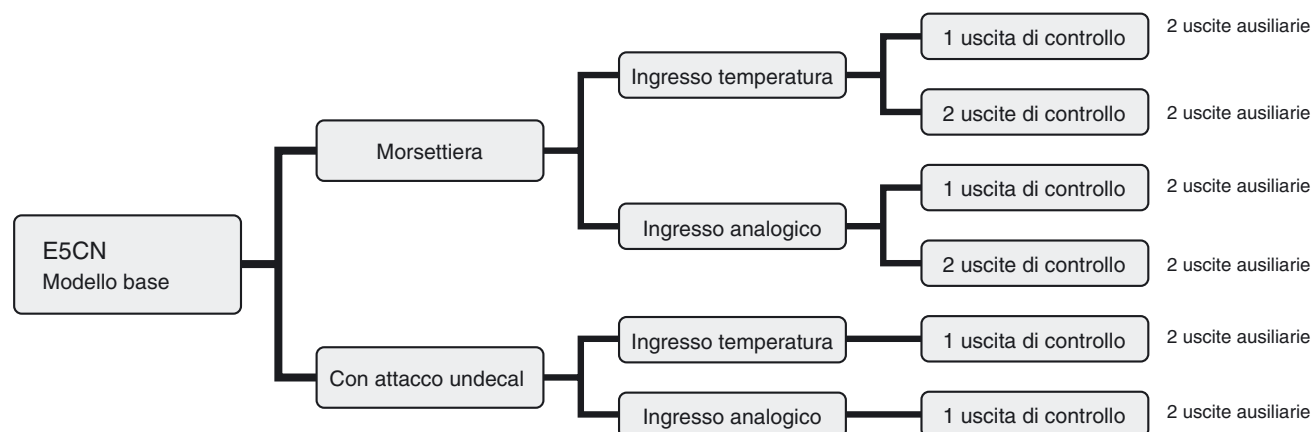 E5CN
Modello base
Morsettiera
Ingresso temperatura
1 uscita di controllo
2 uscite ausiliarie
2 uscite di controllo
2 uscite ausiliarie
Ingresso analogico
1 uscita di controllo
2 uscite ausiliarie
2 uscite di controllo
2 uscite ausiliarie
Con attacco undecal
Ingresso temperatura
1 uscita di controllo
2 uscite ausiliarie
Ingresso analogico
1 uscita di controllo
2 uscite ausiliarie